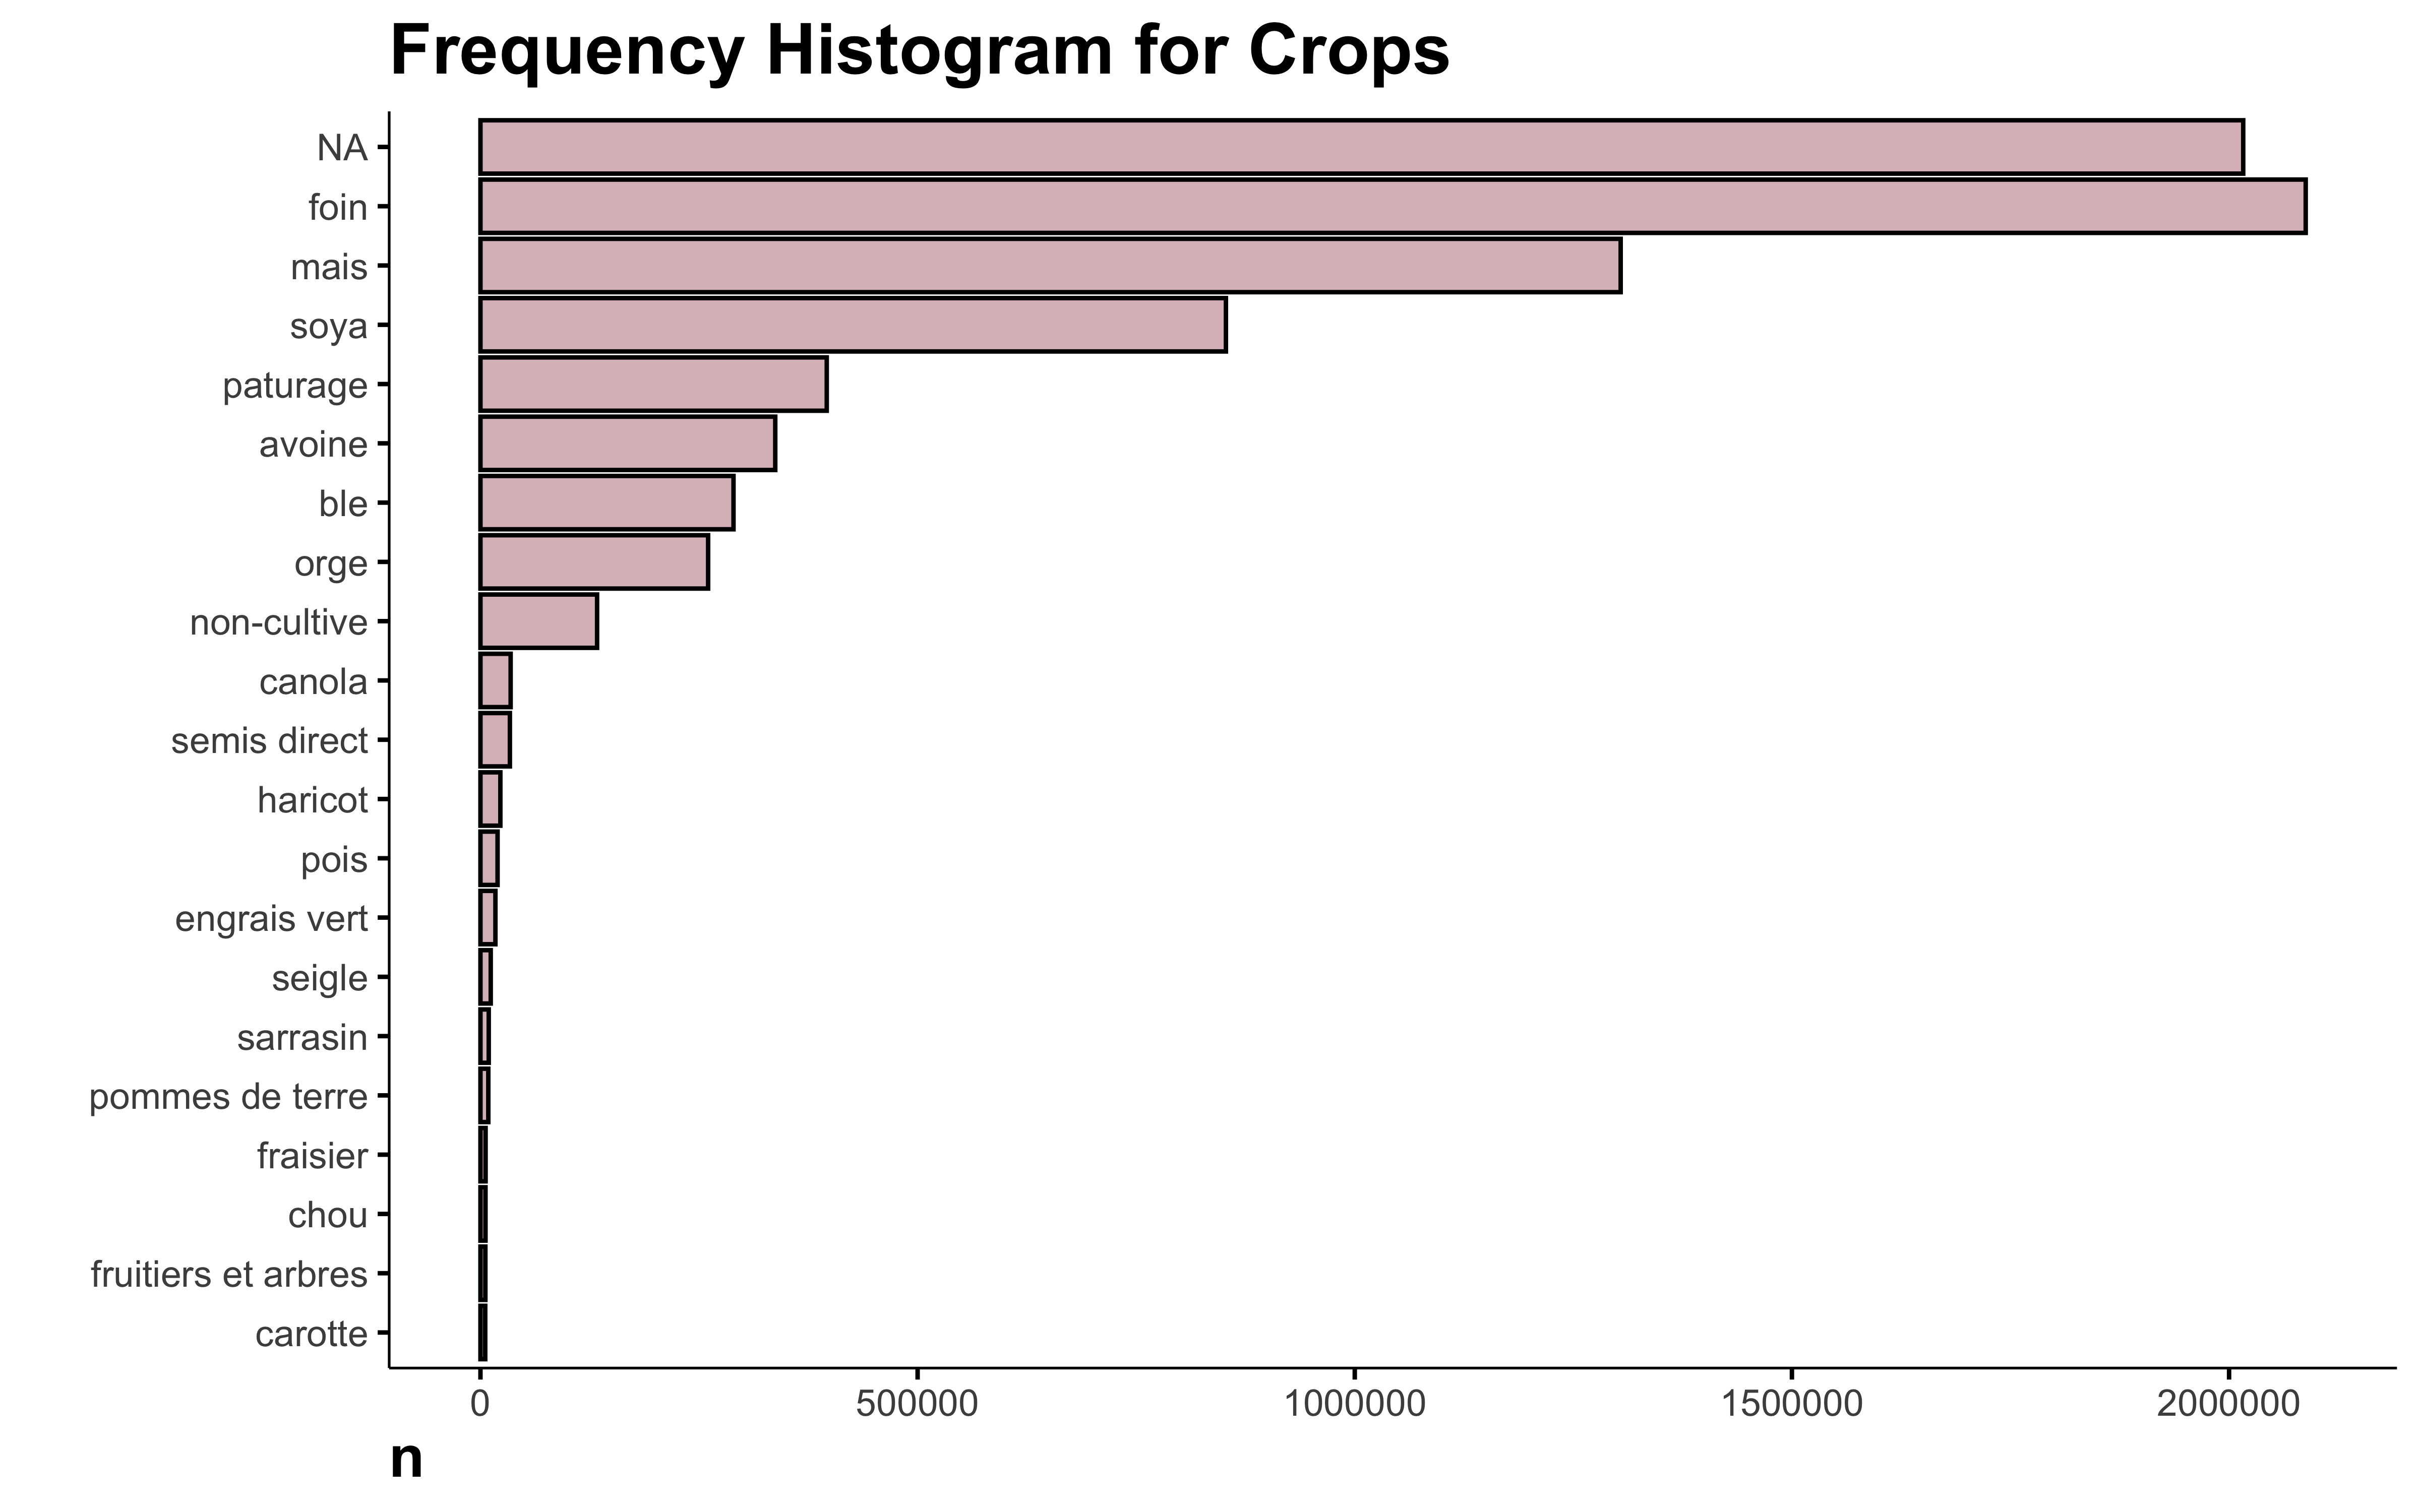 Frequency Histogram for Crops
NA
foin
mais
soya
paturage
avoine
ble
orge
non-cultive
canola
semis direct
haricot
pois
engrais vert
seigle
sarrasin
pommes de terre
fraisier
chou
fruitiers et arbres
carotte
0 500000 1000000 1500000 2000000
n